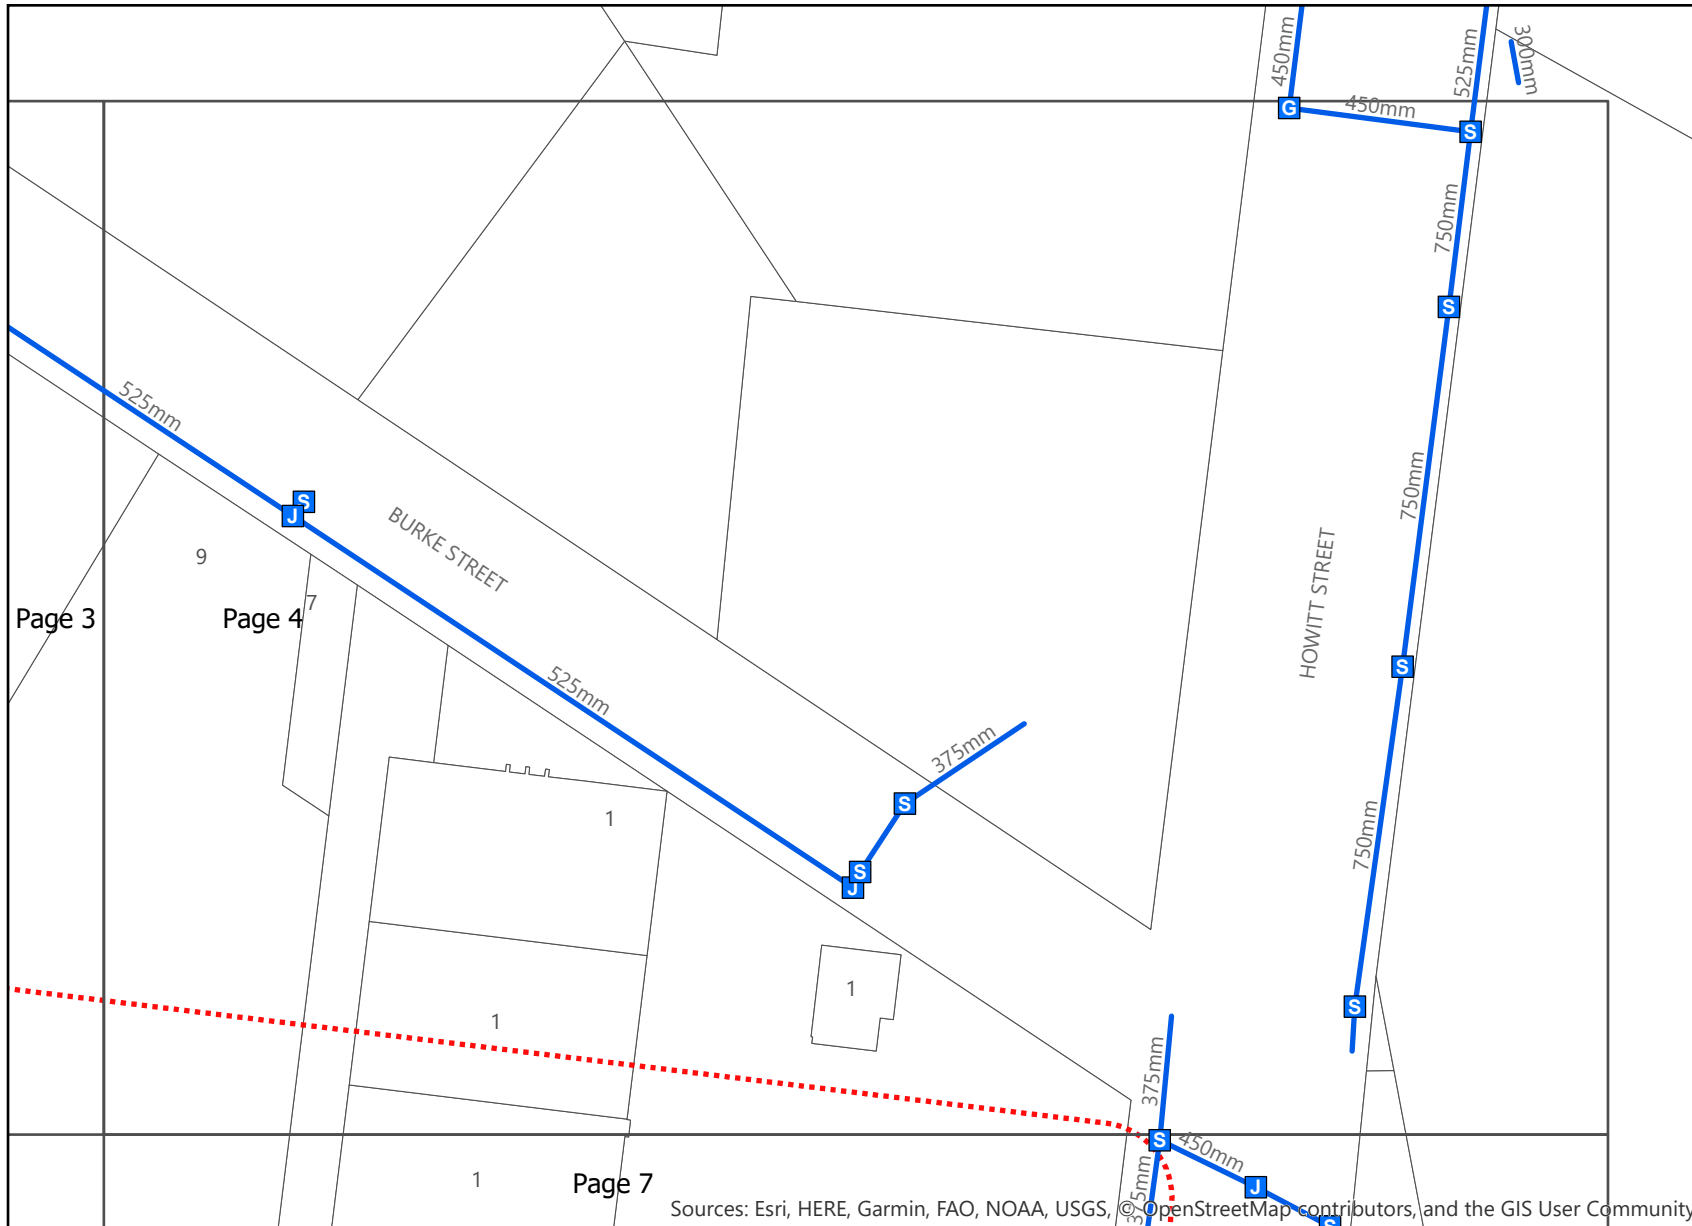 450mm
525mm
300mm
G
450mm
S
750mm
S
525mm
S
J
BURKE STREET
750mm
9
7
HOWITT STREET
Page 3
Page 4
S
525mm
375mm
S
1
750mm
S
J
1
S
1
375mm
S
450mm
375mm
1
Page 7
J
S
Sources: Esri, HERE, Garmin, FAO, NOAA, USGS, © OpenStreetMap contributors, and the GIS User Community